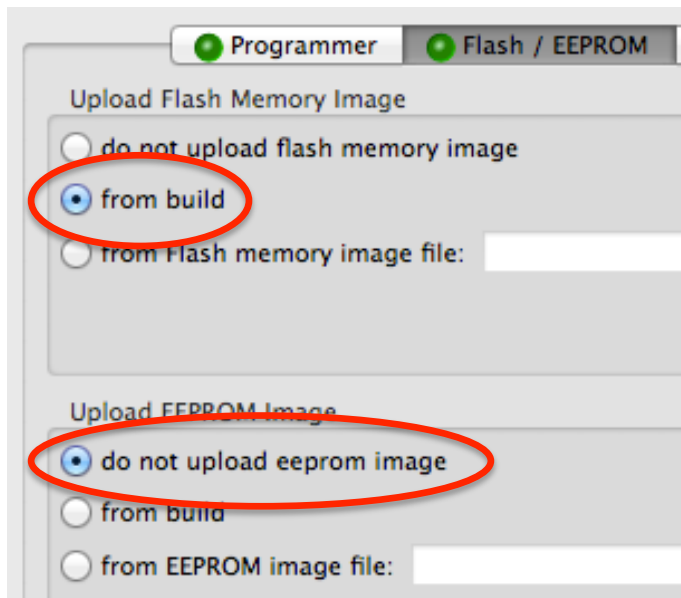 Programmer
Flash / EEPROM
Upload Flash Memory Image
do not upload flash memory image
from build
from Flash memory image file:
Upload EEPROM Image
do not upload eeprom image
from build
from EEPROM image file: